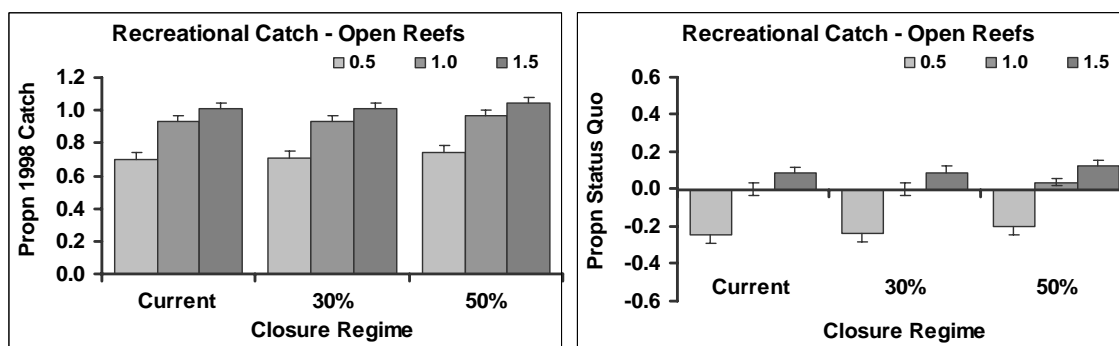 Recreational Catch - Open Reefs
0.5 1.0 1.5
1.2
1.0
0.8
0.6
0.4
0.2
0.0
Propn 1998 Catch
Current 30% 50%
Closure Regime
Recreational Catch - Open Reefs
0.5 1.0 1.5
0.6
0.4
0.2
0.0
-0.2
-0.4
-0.6
Propn Status Quo
Current 30% 50%
Closure Regime